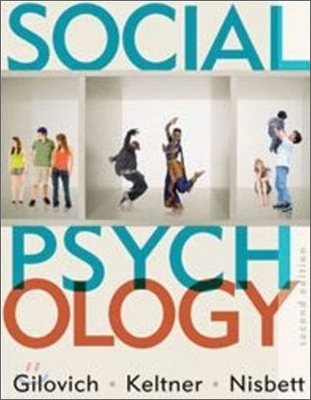 SOCIAL
PSYCH
OLOGY
second edition
Gilovich • Keltner • Nisbett